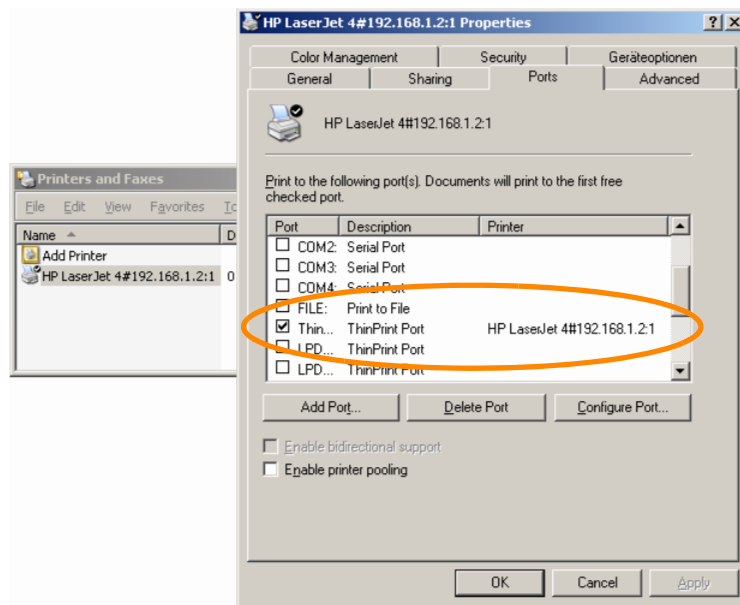 HP LaserJet 4#192.168.1.2:1 Properties
Color Management Security Geräteoptionen
General Sharing Ports Advanced
HP LaserJet 4#192.168.1.2:1
Print to the following port(s). Documents will print to the first free
checked port.
Port Description Printer
COM2: Serial Port
COM3: Serial Port
COM4: Serial Port
FILE: Print to File
Thin... ThinPrint Port HP LaserJet 4#192.168.1.2:1
LPD... ThinPrint Port
LPD... ThinPrint Port
Add Port... Delete Port Configure Port...
Enable bidirectional support
Enable printer pooling
OK Cancel Apply
Printers and Faxes
File Edit View Favorites To
Name D
Add Printer
HP LaserJet 4#192.168.1.2:1 0